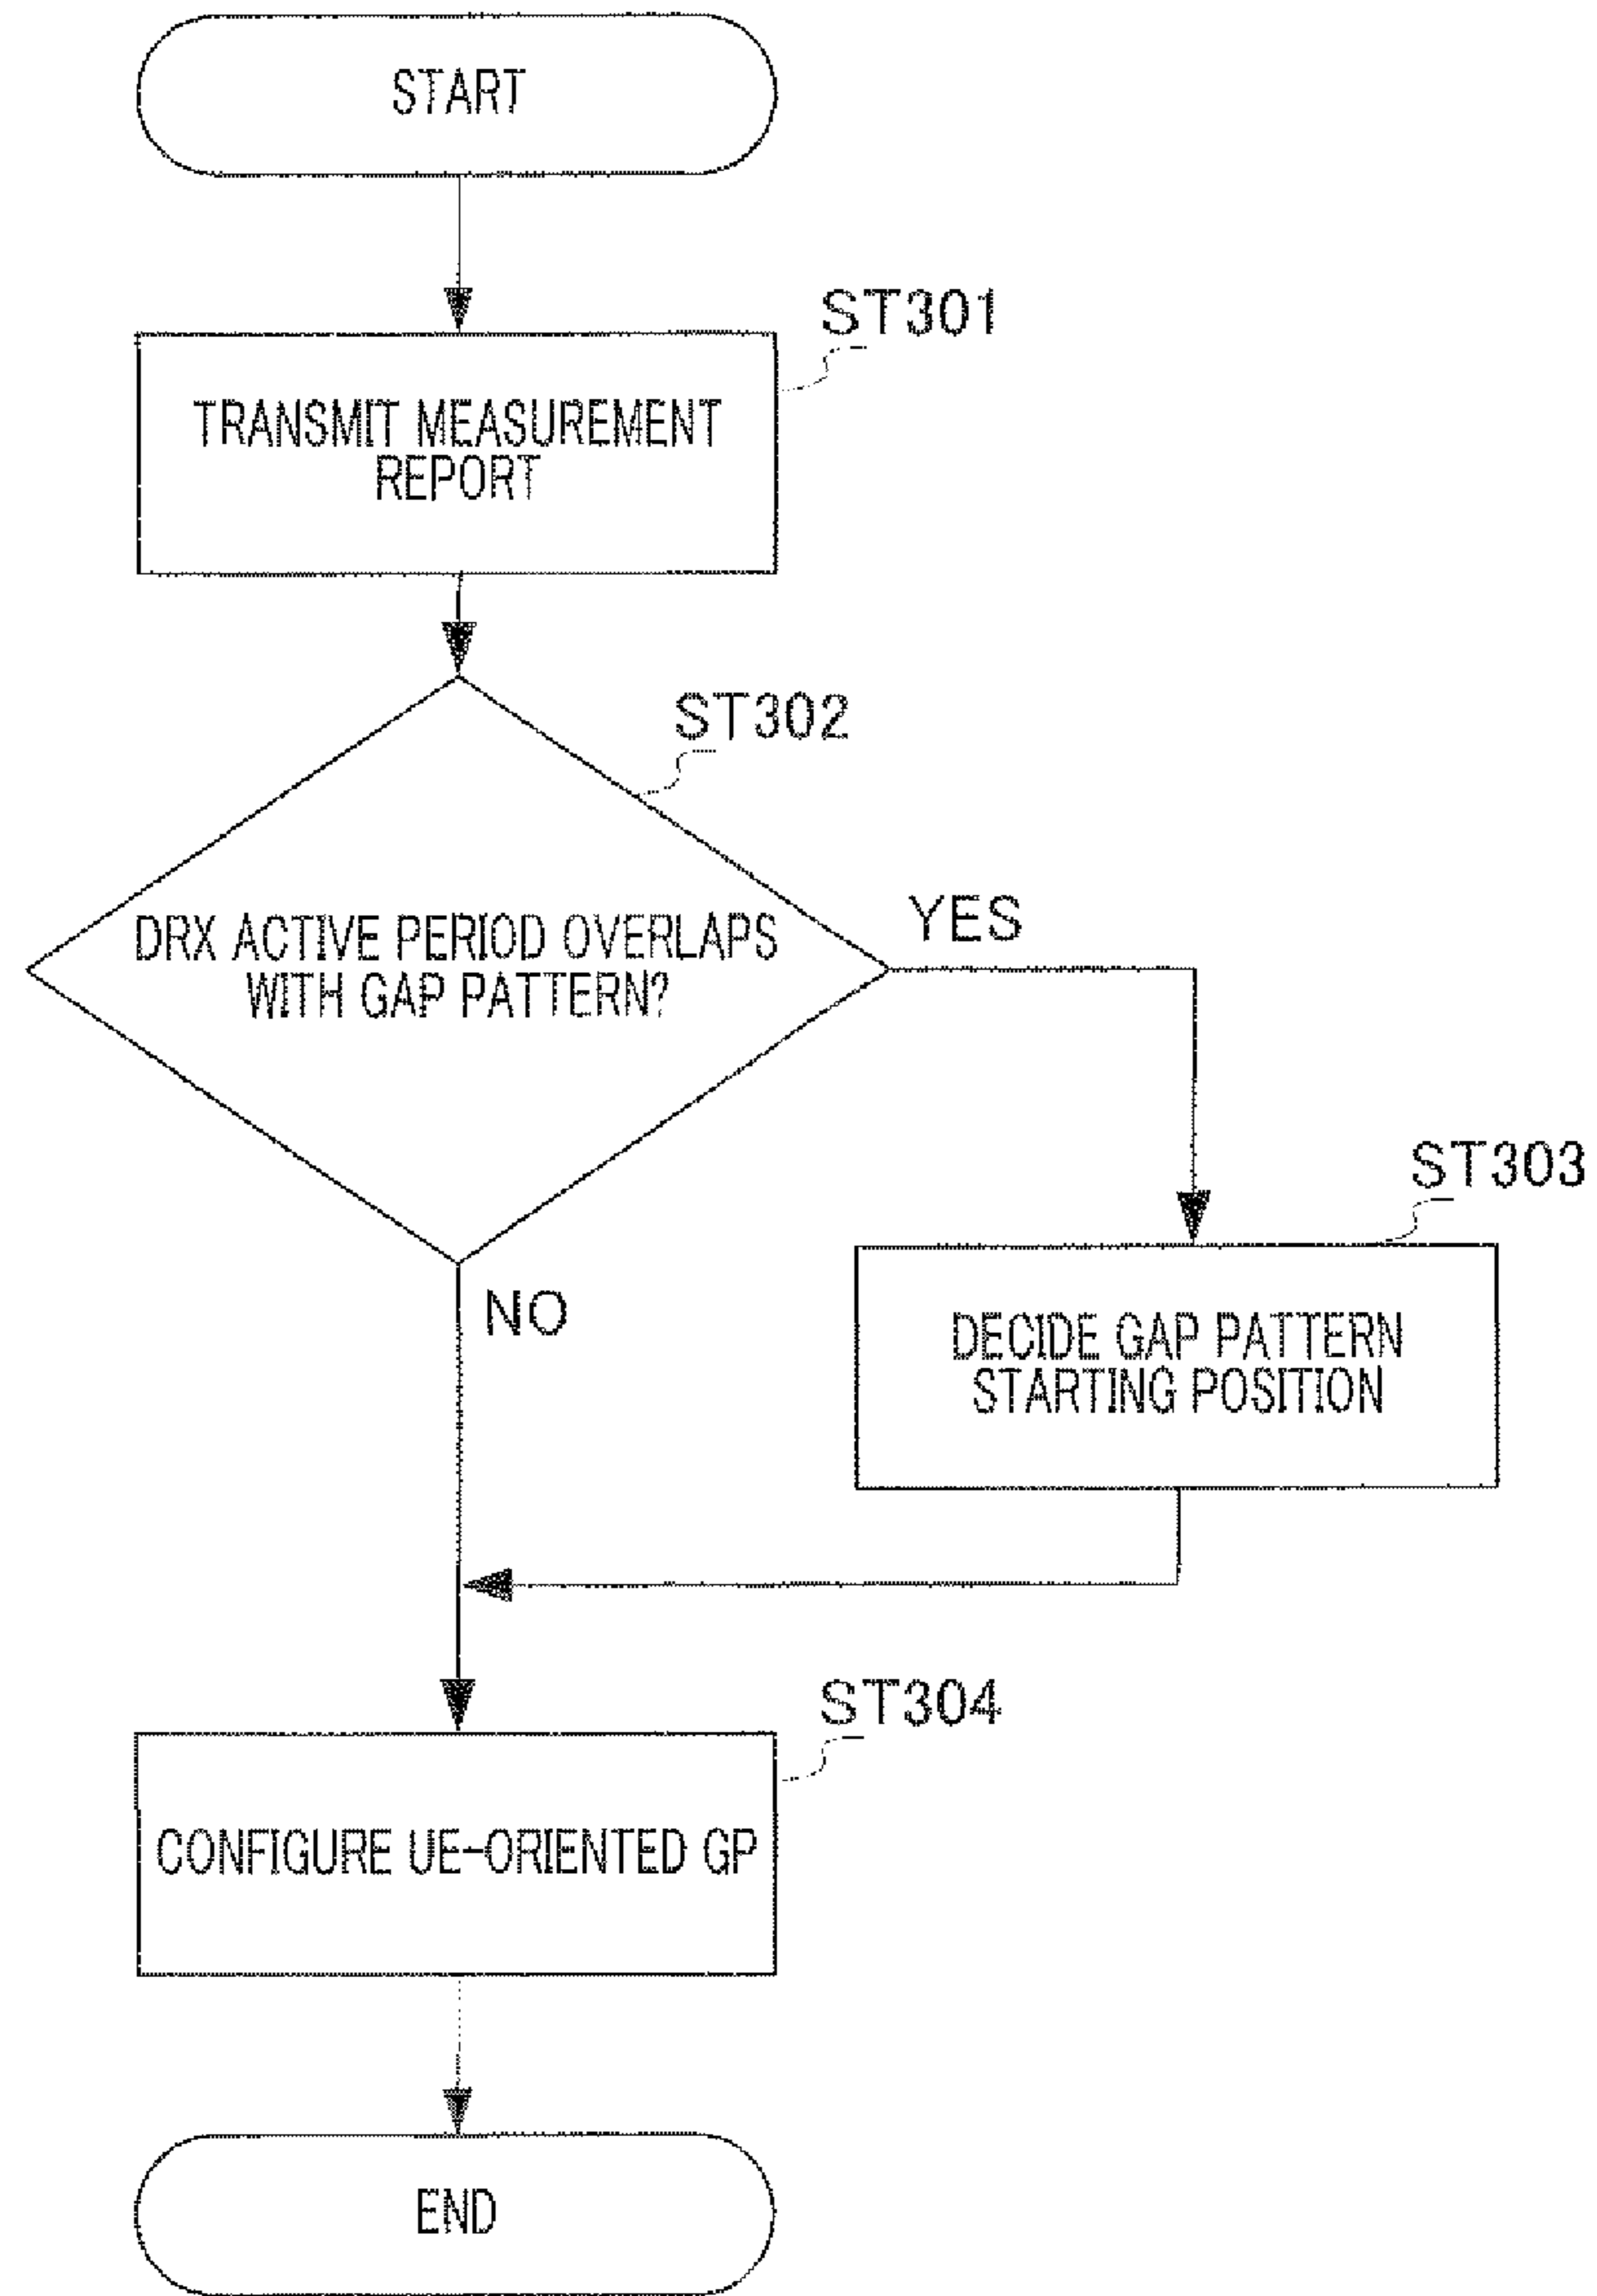 START
ST301
TRANSMIT MEASUREMENT
REPORT
ST302
DRX ACTIVE PERIOD OVERLAPS
WITH GAP PATTERN?
YES
NO
ST303
DECIDE GAP PATTERN
STARTING POSITION
ST304
CONFIGURE UE-ORIENTED GP
END